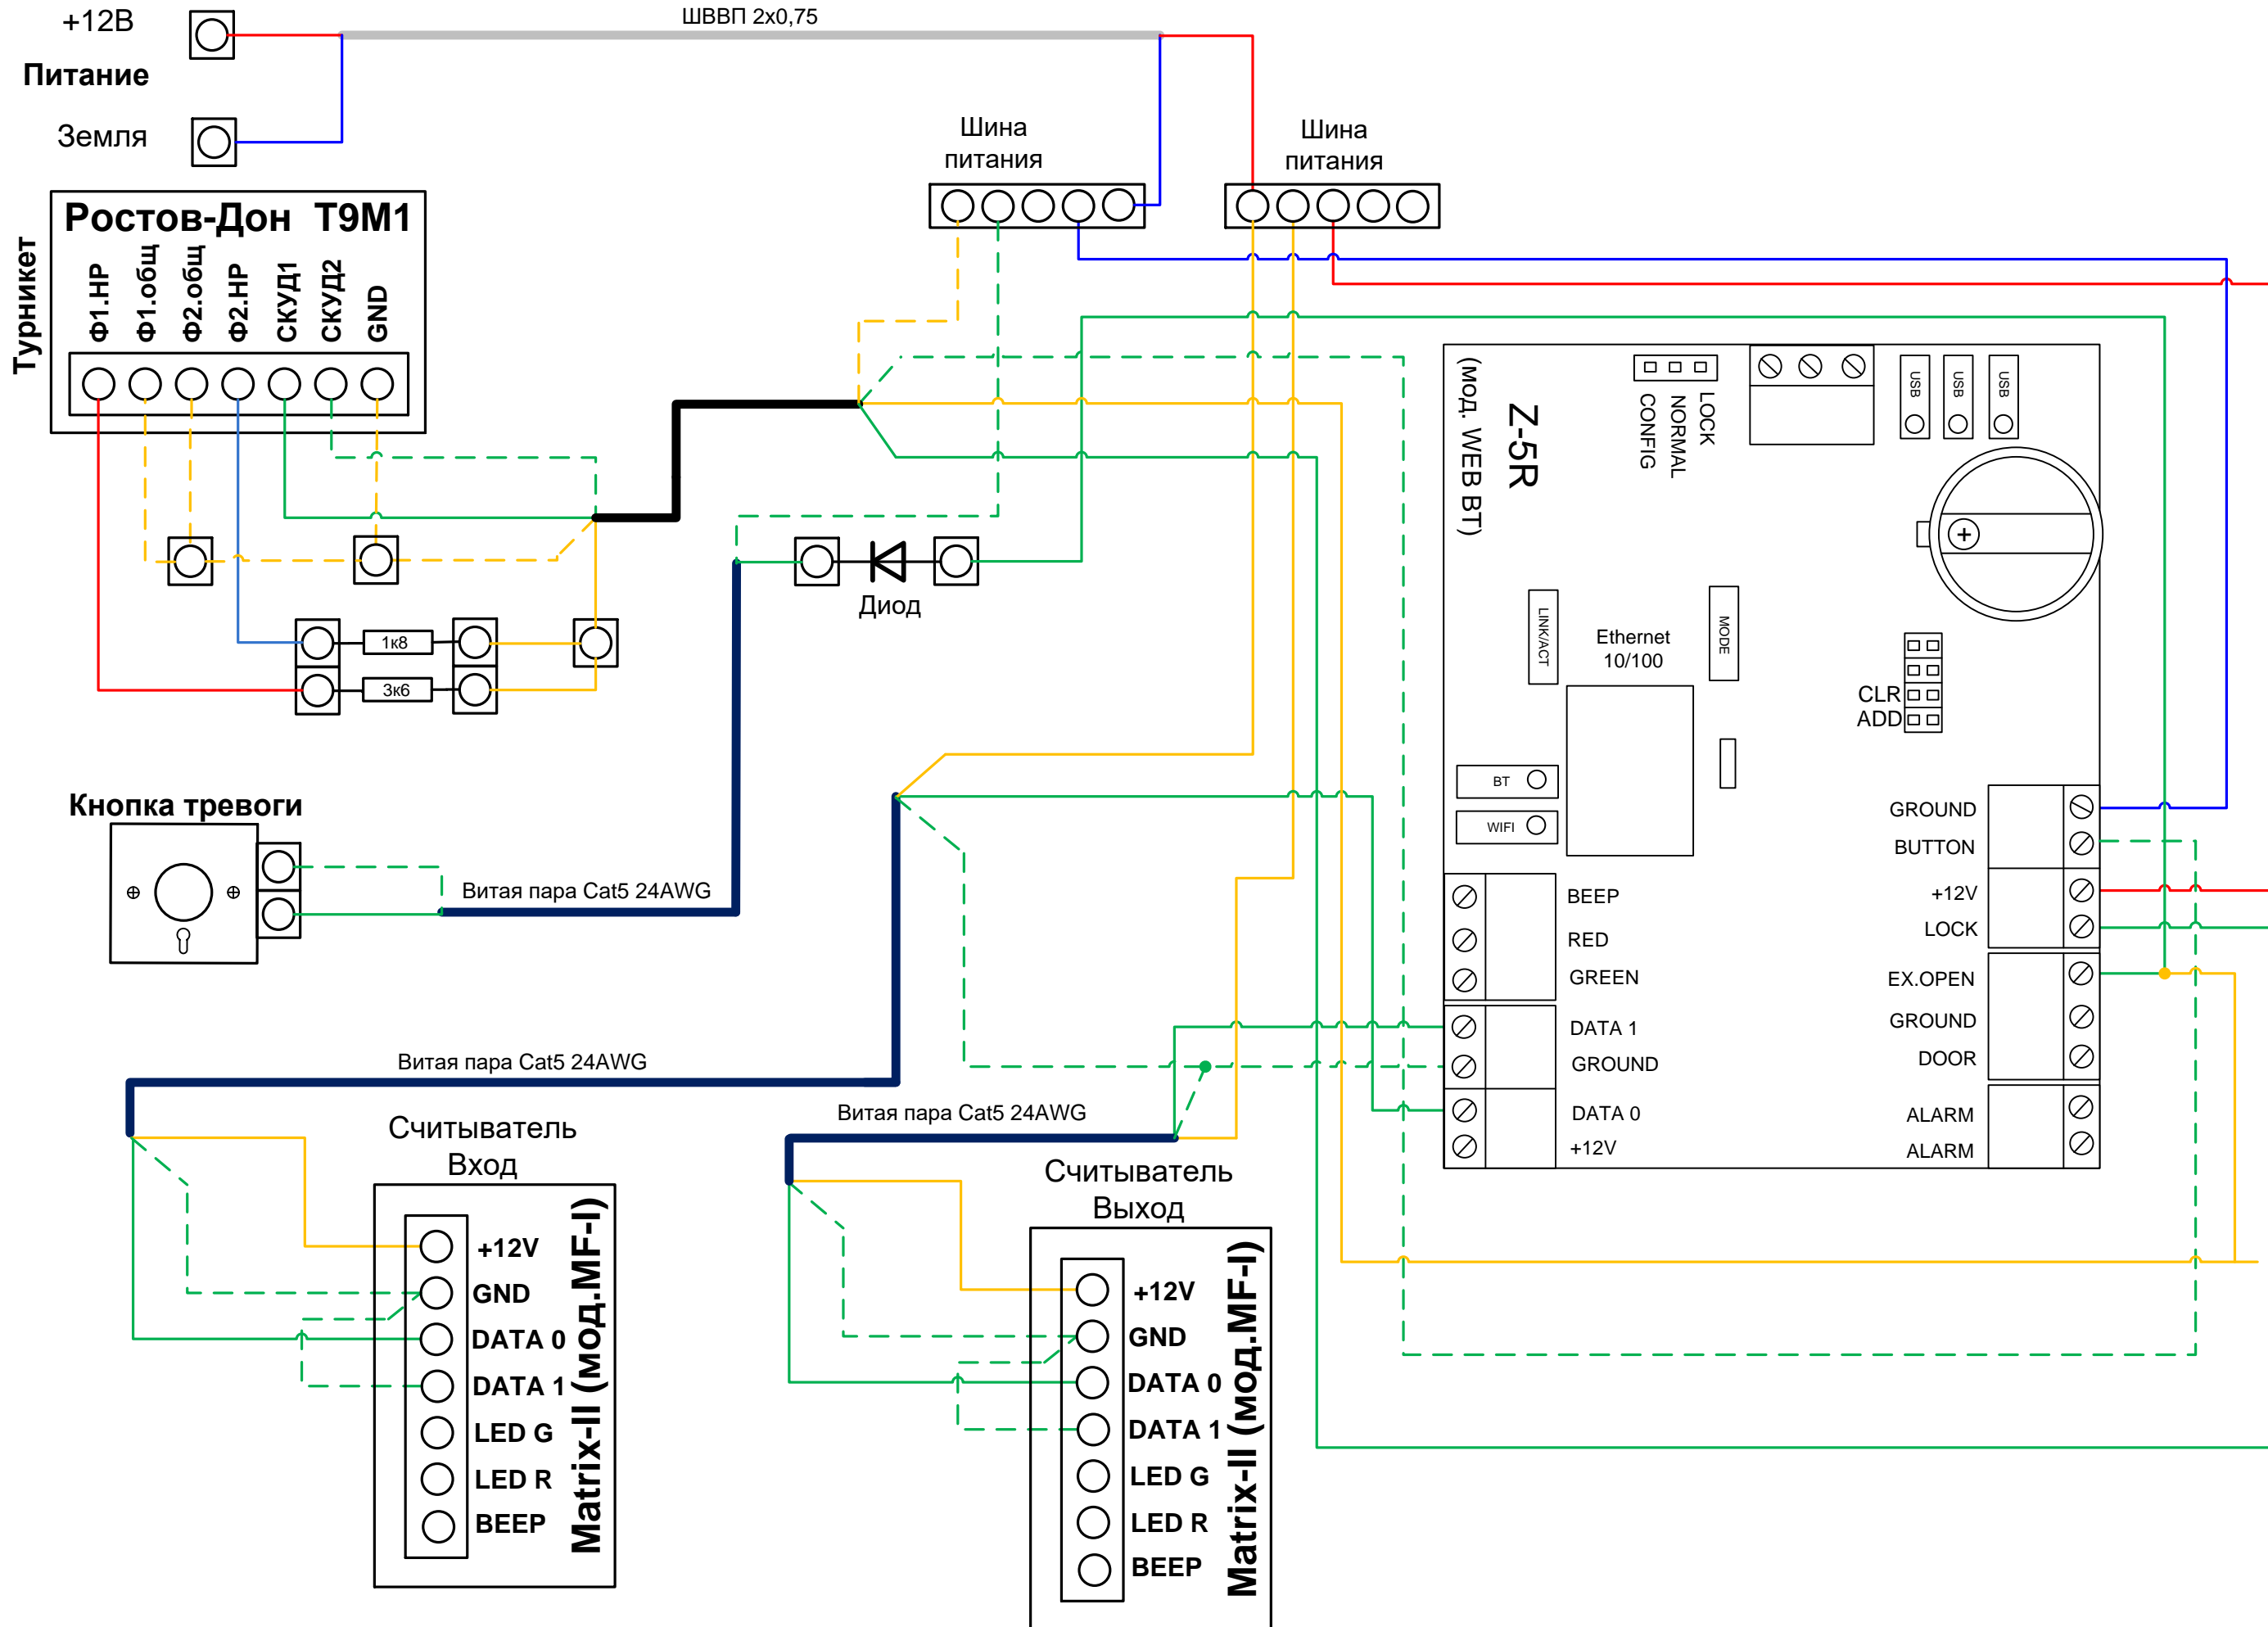 +12В
ШВВП 2х0,75
Питание
Земля
Шина
питания
Шина
питания
Турникет
Ростов-Дон Т9М1
Ф1.НР
Ф1.общ
Ф2.общ
Ф2.НР
СКУД1
СКУД2
GND
1к8
3к6
Диод
Z-5R
(мод. WEB BT)
LOCK
NORMAL
CONFIG
USB
USB
USB
LINK/ACT
Ethernet
10/100
MODE
CLR
ADD
BT
WIFI
GROUND
BUTTON
+12V
LOCK
EX.OPEN
GROUND
DOOR
ALARM
ALARM
BEEP
RED
GREEN
DATA 1
GROUND
DATA 0
+12V
Кнопка тревоги
Витая пара Cat5 24AWG
Витая пара Cat5 24AWG
Витая пара Cat5 24AWG
Считыватель
Вход
+12V
GND
DATA 0
DATA 1
LED G
LED R
BEEP
Matrix-II (мод.MF-I)
Считыватель
Выход
+12V
GND
DATA 0
DATA 1
LED G
LED R
BEEP
Matrix-II (мод.MF-I)